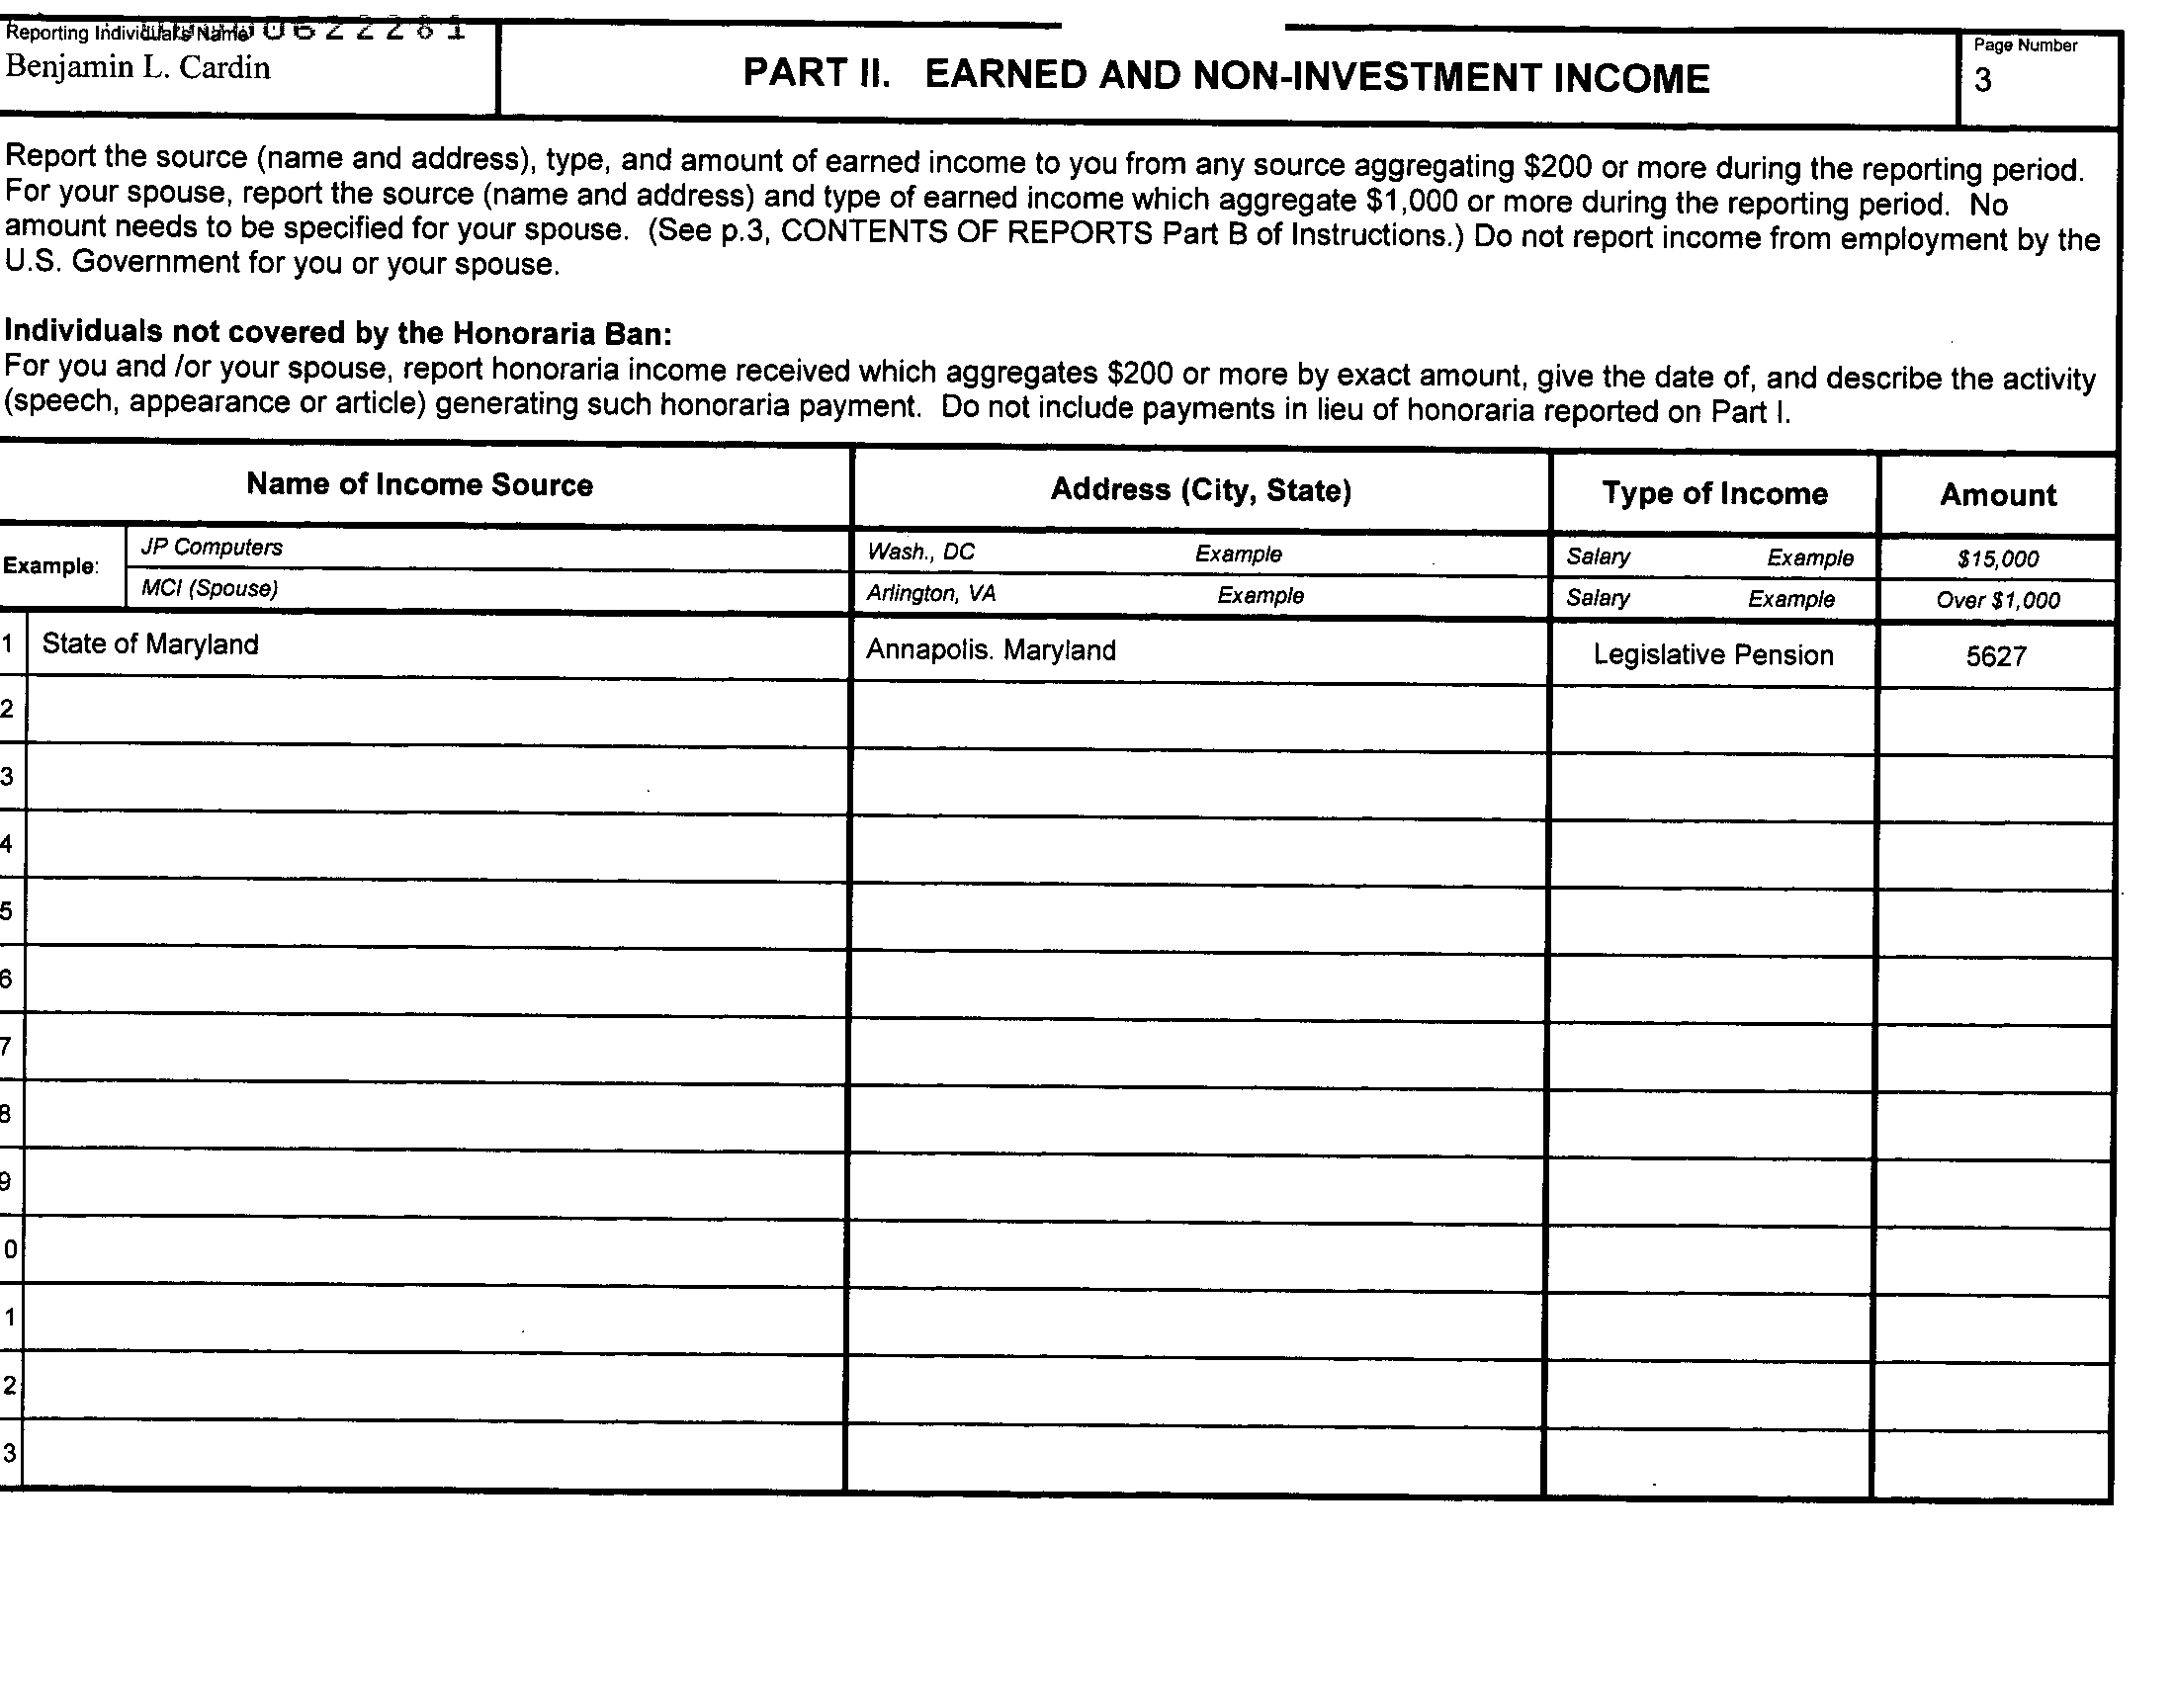 Reporting Individual's Name 0622281
Benjamin L. Cardin
PART II. EARNED AND NON-INVESTMENT INCOME
Page Number
3
Report the source (name and address), type, and amount of earned income to you from any source aggregating $200 or more during the reporting period.
For your spouse, report the source (name and address) and type of earned income which aggregate $1,000 or more during the reporting period. No
amount needs to be specified for your spouse. (See p.3, CONTENTS OF REPORTS Part B of Instructions.) Do not report income from employment by the
U.S. Government for you or your spouse.
Individuals not covered by the Honoraria Ban:
For you and /or your spouse, report honoraria income received which aggregates $200 or more by exact amount, give the date of, and describe the activity
(speech, appearance or article) generating such honoraria payment. Do not include payments in lieu of honoraria reported on Part I.
Name of Income Source Address (City, State) Type of Income Amount
Example: JP Computers Wash., DC Example Salary Example $15,000
MCI (Spouse) Arlington, VA Example Salary Example Over $1,000
1 State of Maryland Annapolis. Maryland Legislative Pension 5627
2
3
4
5
6
7
8
9
0
1
2
3